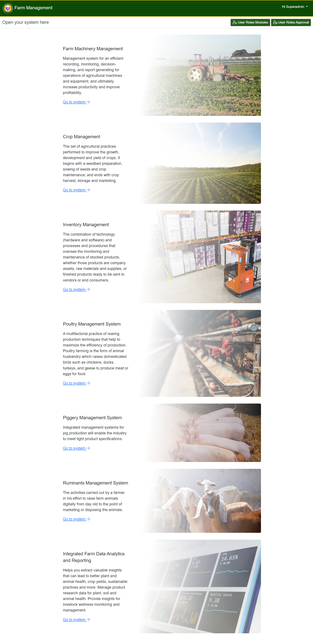 Farm Management
Hi Superadmin
Open your system here
User Roles Modules
User Roles Approval
Farm Machinery Management
Management system for an efficient
recording, monitoring, decision-
making, and report generating for
operations of agricultural machines
and equipment; and ultimately
increase productivity and improve
profitability.
Go to system
Crop Management
The set of agricultural practices
performed to improve the growth,
development and yield of crops. It
begins with a seedbed preparation,
sowing of seeds and crop
maintenance; and ends with crop
harvest, storage and marketing.
Go to system
Inventory Management
The combination of technology
(hardware and software) and
processes and procedures that
oversee the monitoring and
maintenance of stocked products,
whether those products are company
assets, raw materials and supplies, or
finished products ready to be sent to
vendors or end consumers.
Go to system
Poultry Management System
A multifactorial practice of rearing
production techniques that help to
maximize the efficiency of production.
Poultry farming is the form of animal
husbandry which raises domesticated
birds such as chickens, ducks,
turkeys, and geese to produce meat or
eggs for food.
Go to system
Piggery Management System
Integrated management systems for
pig production will enable the industry
to meet tight product specifications.
Go to system
Ruminants Management System
The activities carried out by a farmer
in his effort to raise farm animals
digitally from day old to the point of
marketing or disposing the animals.
Go to system
Integrated Farm Data Analytics
and Reporting
Helps you extract valuable insights
that can lead to better plant and
animal health, crop yields, sustainable
practices and more. Manage product
research data for plant, soil and
animal health. Provide insights for
livestock wellness monitoring and
management.
Go to system